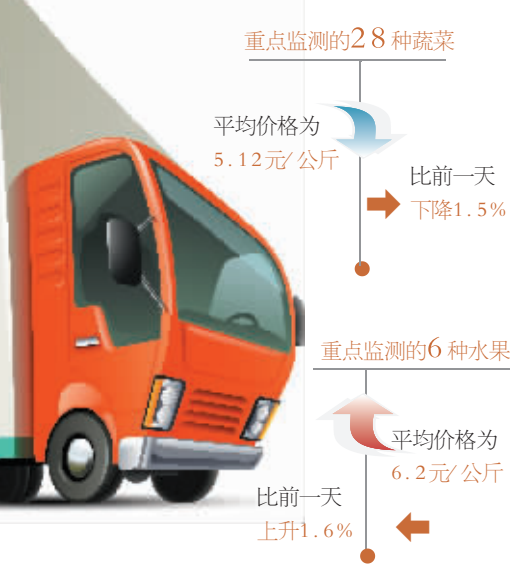 重点监测的28种蔬菜
平均价格为
5.12元/公斤
比前一天
下降1.5%
重点监测的6种水果
平均价格为
6.2元/公斤
比前一天
上升1.6%